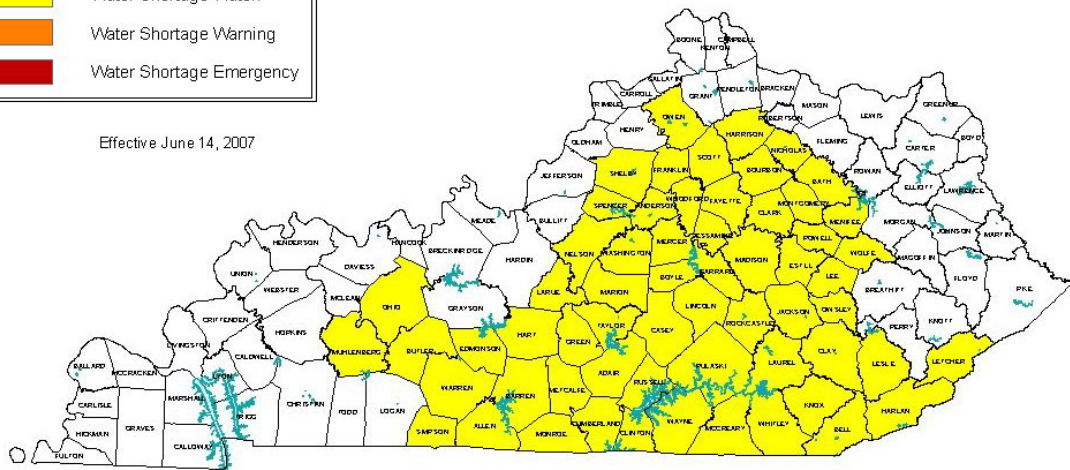 Water Shortage Warning
Water Shortage Emergency
Effective June 14, 2007
BOONE
KENTON
CAMPBELL
GALLATIN
GRANT
PENDLETON
BRACKEN
CARROLL
TRIMBLE
OWEN
ROBERTSON
MASON
LEWIS
GREENUP
HENRY
HARRISON
FLEMING
CARTER
BOYD
OLDHAM
SCOTT
NICHOLAS
ROWAN
JEFFERSON
SHELBY
FRANKLIN
BOURBON
BATH
ELLIOTT
LAWRENCE
SPENCER
ANDERSON
WOODFORD
FAYETTE
CLARK
MONTGOMERY
MENIFEE
MORGAN
JOHNSON
MARTIN
MEADE
BULLITT
HANCOCK
BRECKINRIDGE
HARDIN
NELSON
WASHINGTON
MERCER
JESSAMINE
GARRARD
MADISON
ESTILL
POWELL
WOLFE
LEE
MAGOFFIN
FLOYD
PIKE
HENDERSON
UNION
WEBSTER
DAVIESS
MCLEAN
OHIO
GRAYSON
LARUE
MARION
BOYLE
LINCOLN
ROCKCASTLE
JACKSON
OWSLEY
BREATHITT
PERRY
KNOTT
CRITTENDEN
LIVINGSTON
HOPKINS
MUHLENBERG
BUTLER
EDMONSON
HART
GREEN
TAYLOR
CASEY
PULASKI
LAUREL
CLAY
LESLIE
LETCHER
BALLARD
MCCRACKEN
CALDWELL
LYON
WARREN
BARREN
METCALFE
ADAIR
RUSSELL
KNOX
HARLAN
CARLISLE
MARSHALL
TRIGG
CHRISTIAN
TODD
LOGAN
SIMPSON
ALLEN
MONROE
CUMBERLAND
CLINTON
WAYNE
MCCREARY
WHITLEY
BELL
HICKMAN
GRAVES
CALLOWAY
FULTON